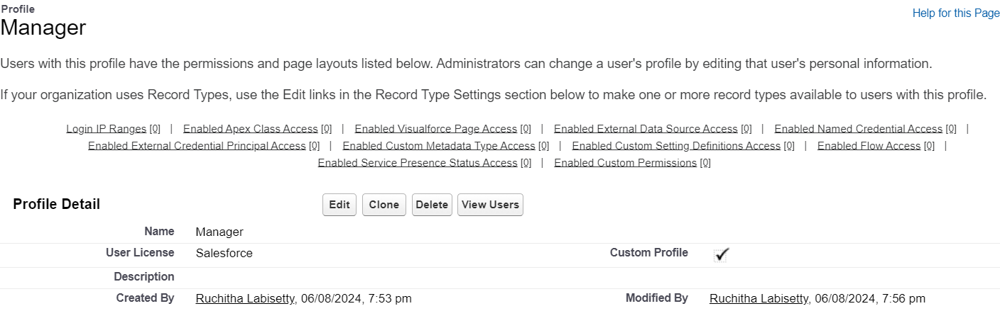 Profile
Help for this Page
Manager
Users with this profile have the permissions and page layouts listed below. Administrators can change a user's profile by editing that user's personal information.
If your organization uses Record Types, use the Edit links in the Record Type Settings section below to make one or more record types available to users with this profile.
Login IP Ranges [0] | Enabled Apex Class Access [0] | Enabled Visualforce Page Access [0] | Enabled External Data Source Access [0] | Enabled Named Credential Access [0] |
Enabled External Credential Principal Access [0] | Enabled Custom Metadata Type Access [0] | Enabled Custom Setting Definitions Access [0] | Enabled Flow Access [0] |
Enabled Service Presence Status Access [0] | Enabled Custom Permissions [0]
Profile Detail Edit Clone Delete View Users
Name Manager
User License Salesforce Custom Profile
Description
Created By Ruchitha Labisetty, 06/08/2024, 7:53 pm Modified By Ruchitha Labisetty, 06/08/2024, 7:56 pm